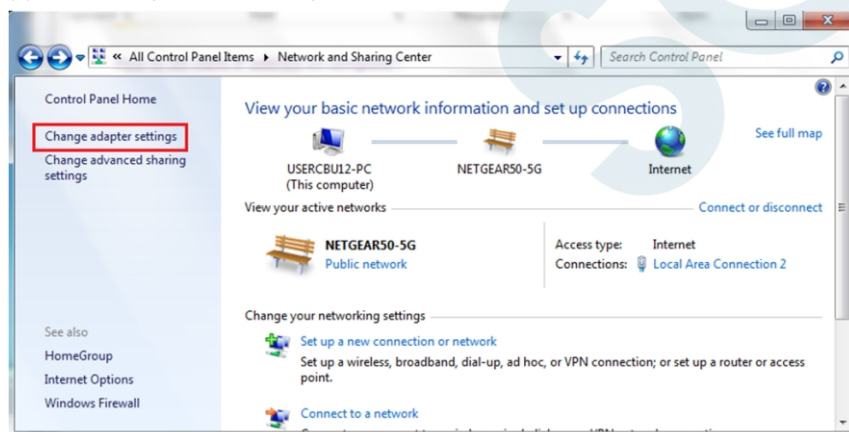 « All Control Panel Items ▸ Network and Sharing Center
Search Control Panel
Control Panel Home
Change adapter settings
Change advanced sharing
settings
See also
HomeGroup
Internet Options
Windows Firewall
View your basic network information and set up connections
See full map
USERCBU12-PC
(This computer)
NETGEAR50-5G
Internet
View your active networks
Connect or disconnect
NETGEAR50-5G
Public network
Access type: Internet
Connections: Local Area Connection 2
Change your networking settings
Set up a new connection or network
Set up a wireless, broadband, dial-up, ad hoc, or VPN connection; or set up a router or access
point.
Connect to a network